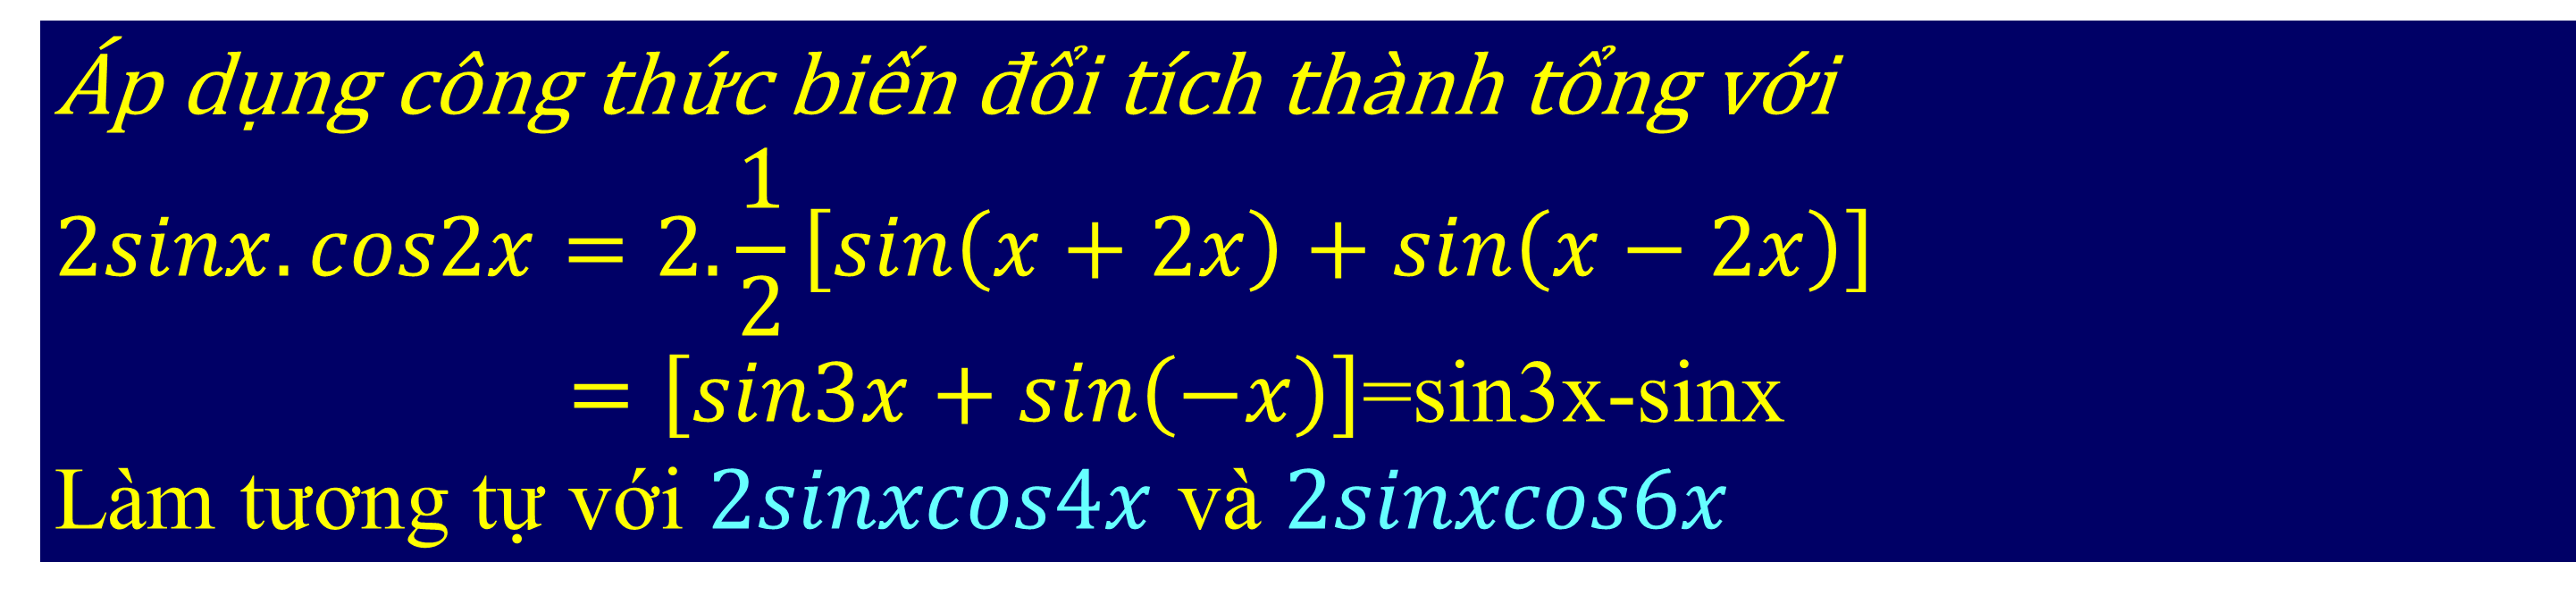 Áp dụng công thức biến đổi tích thành tổng với
2sinx.cos2x = 2.\frac{1}{2}[sin(x + 2x) + sin(x − 2x)]
= [sin3x + sin(−x)]=sin3x-sinx
Làm tương tự với 2sinxcos4x và 2sinxcos6x